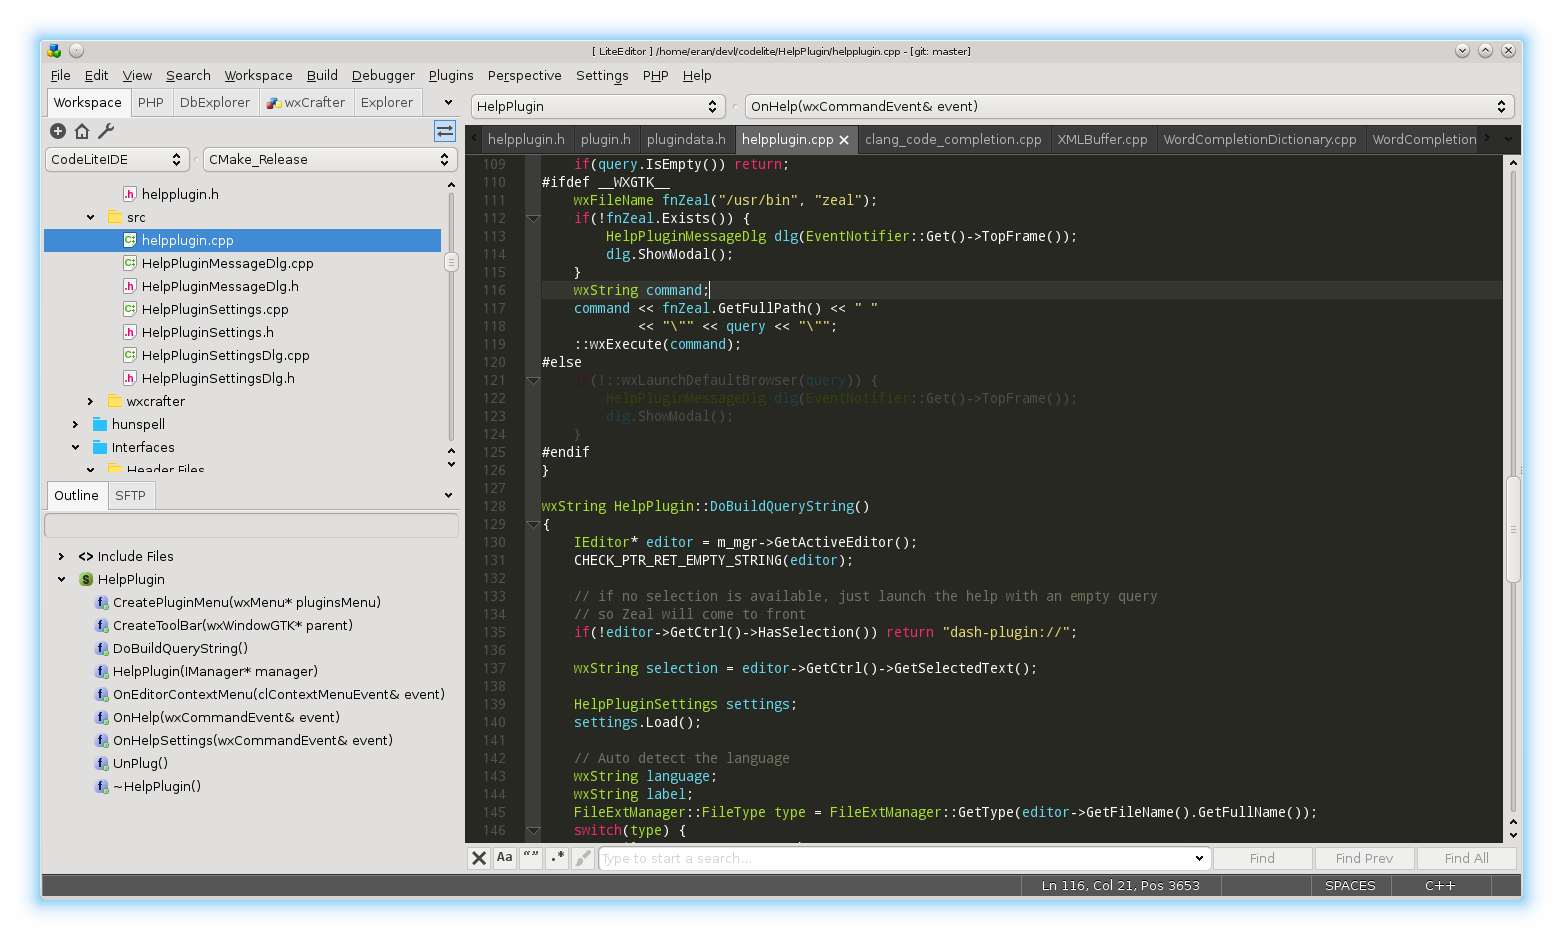 [ LiteEditor ] /home/eran/devl/codelite/HelpPlugin/helpplugin.cpp - [git: master]
File Edit View Search Workspace Build Debugger Plugins Perspective Settings PHP Help
Workspace PHP DbExplorer wxCrafter Explorer
HelpPlugin OnHelp(wxCommandEvent& event)
CodeLiteIDE CMake_Release
helpplugin.h
src
helpplugin.cpp
HelpPluginMessageDlg.cpp
HelpPluginMessageDlg.h
HelpPluginSettings.cpp
HelpPluginSettings.h
HelpPluginSettingsDlg.cpp
HelpPluginSettingsDlg.h
wxcrafter
hunspell
Interfaces
Header Files
Outline SFTP
<> Include Files
S HelpPlugin
f CreatePluginMenu(wxMenu* pluginsMenu)
f CreateToolBar(wxWindowGTK* parent)
f DoBuildQueryString()
f HelpPlugin(IManager* manager)
f OnEditorContextMenu(clContextMenuEvent& event)
f OnHelp(wxCommandEvent& event)
f OnHelpSettings(wxCommandEvent& event)
f UnPlug()
f ~HelpPlugin()
helpplugin.h plugin.h plugindata.h helpplugin.cpp clang_code_completion.cpp XMLBuffer.cpp WordCompletionDictionary.cpp WordCompletion
109     if(query.IsEmpty()) return;
110 #ifdef __WXGTK__
111     wxFileName fnZeal("/usr/bin", "zeal");
112     if(!fnZeal.Exists()) {
113         HelpPluginMessageDlg dlg(EventNotifier::Get()->TopFrame());
114         dlg.ShowModal();
115     }
116     wxString command;
117     command << fnZeal.GetFullPath() << " "
118             << "\"" << query << "\"";
119     ::wxExecute(command);
120 #else
121     if(!::wxLaunchDefaultBrowser(query)) {
122         HelpPluginMessageDlg dlg(EventNotifier::Get()->TopFrame());
123         dlg.ShowModal();
124     }
125 #endif
126 }
127
128 wxString HelpPlugin::DoBuildQueryString()
129 {
130     IEditor* editor = m_mgr->GetActiveEditor();
131     CHECK_PTR_RET_EMPTY_STRING(editor);
132
133     // if no selection is available, just launch the help with an empty query
134     // so Zeal will come to front
135     if(!editor->GetCtrl()->HasSelection()) return "dash-plugin://";
136
137     wxString selection = editor->GetCtrl()->GetSelectedText();
138
139     HelpPluginSettings settings;
140     settings.Load();
141
142     // Auto detect the language
143     wxString language;
144     wxString label;
145     FileExtManager::FileType type = FileExtManager::GetType(editor->GetFileName().GetFullName());
146     switch(type) {
Aa “” .* Type to start a search... Find Find Prev Find All
Ln 116, Col 21, Pos 3653 SPACES C++